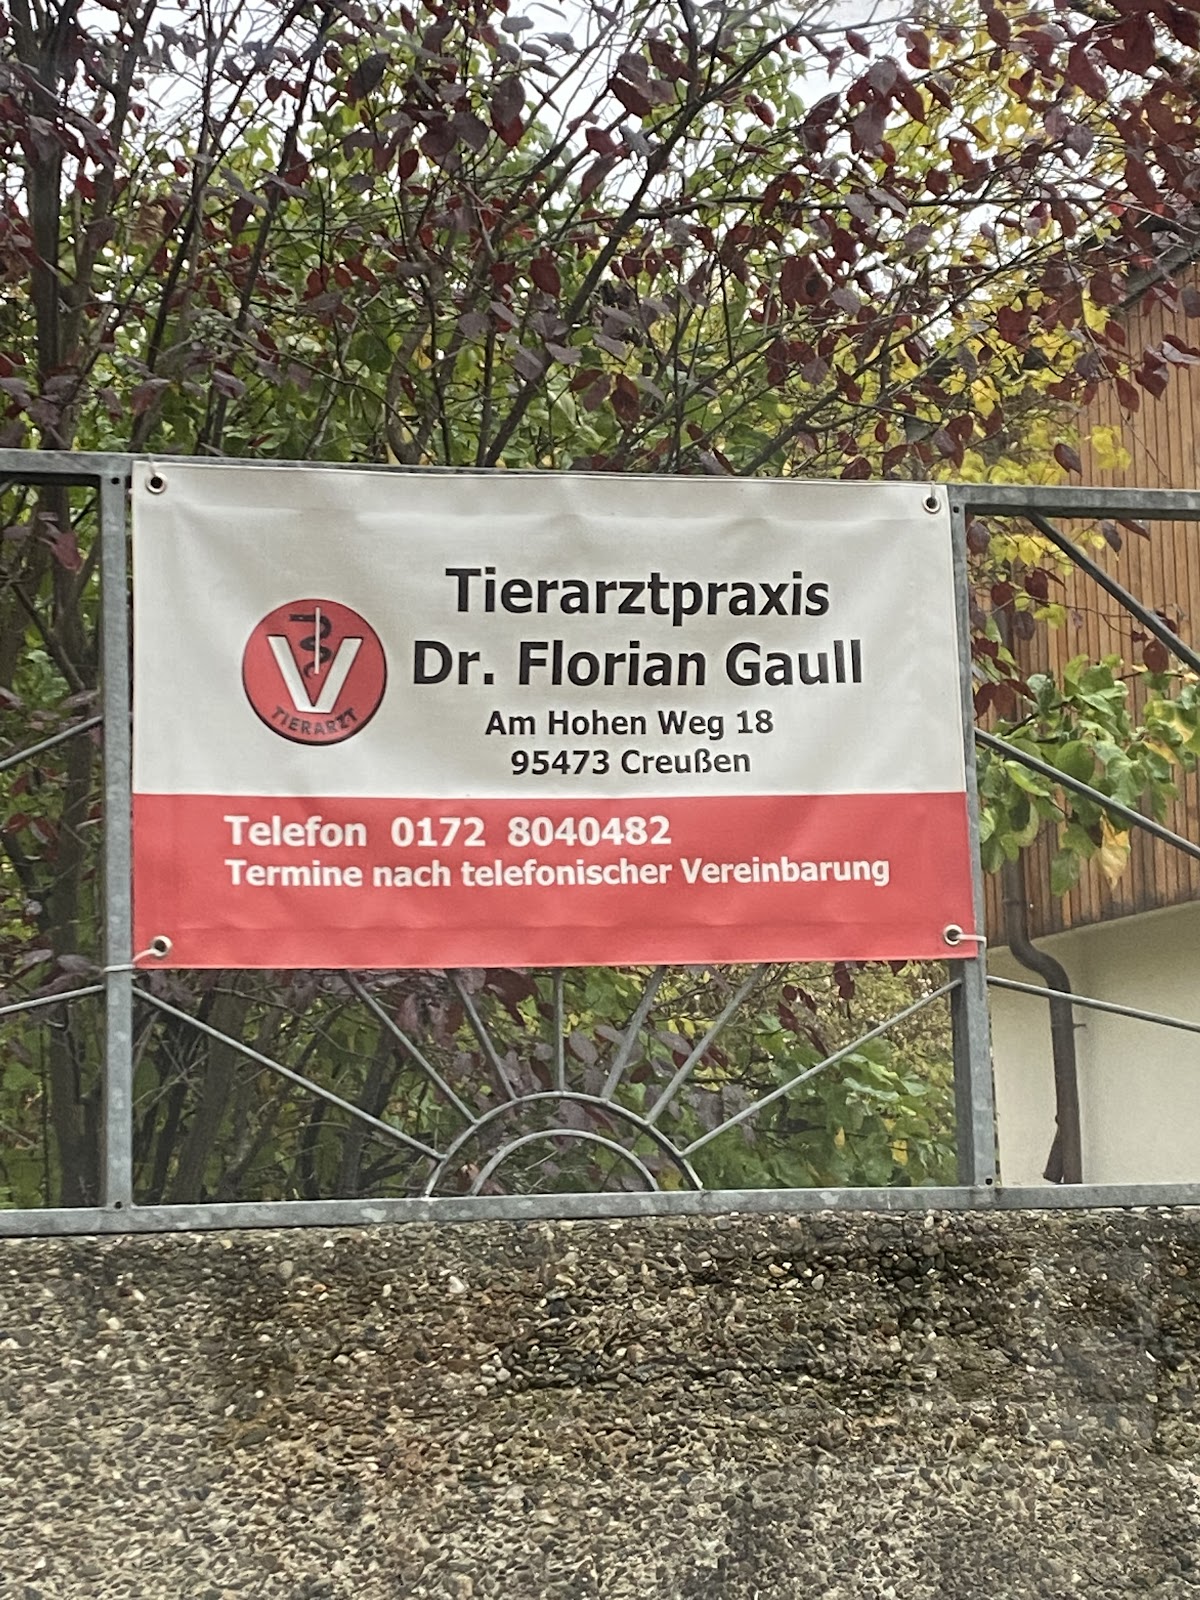 Tierarztpraxis
Dr. Florian Gaull
Am Hohen Weg 18
95473 Creußen
V
TIERARZT
Telefon 0172 8040482
Termine nach telefonischer Vereinbarung